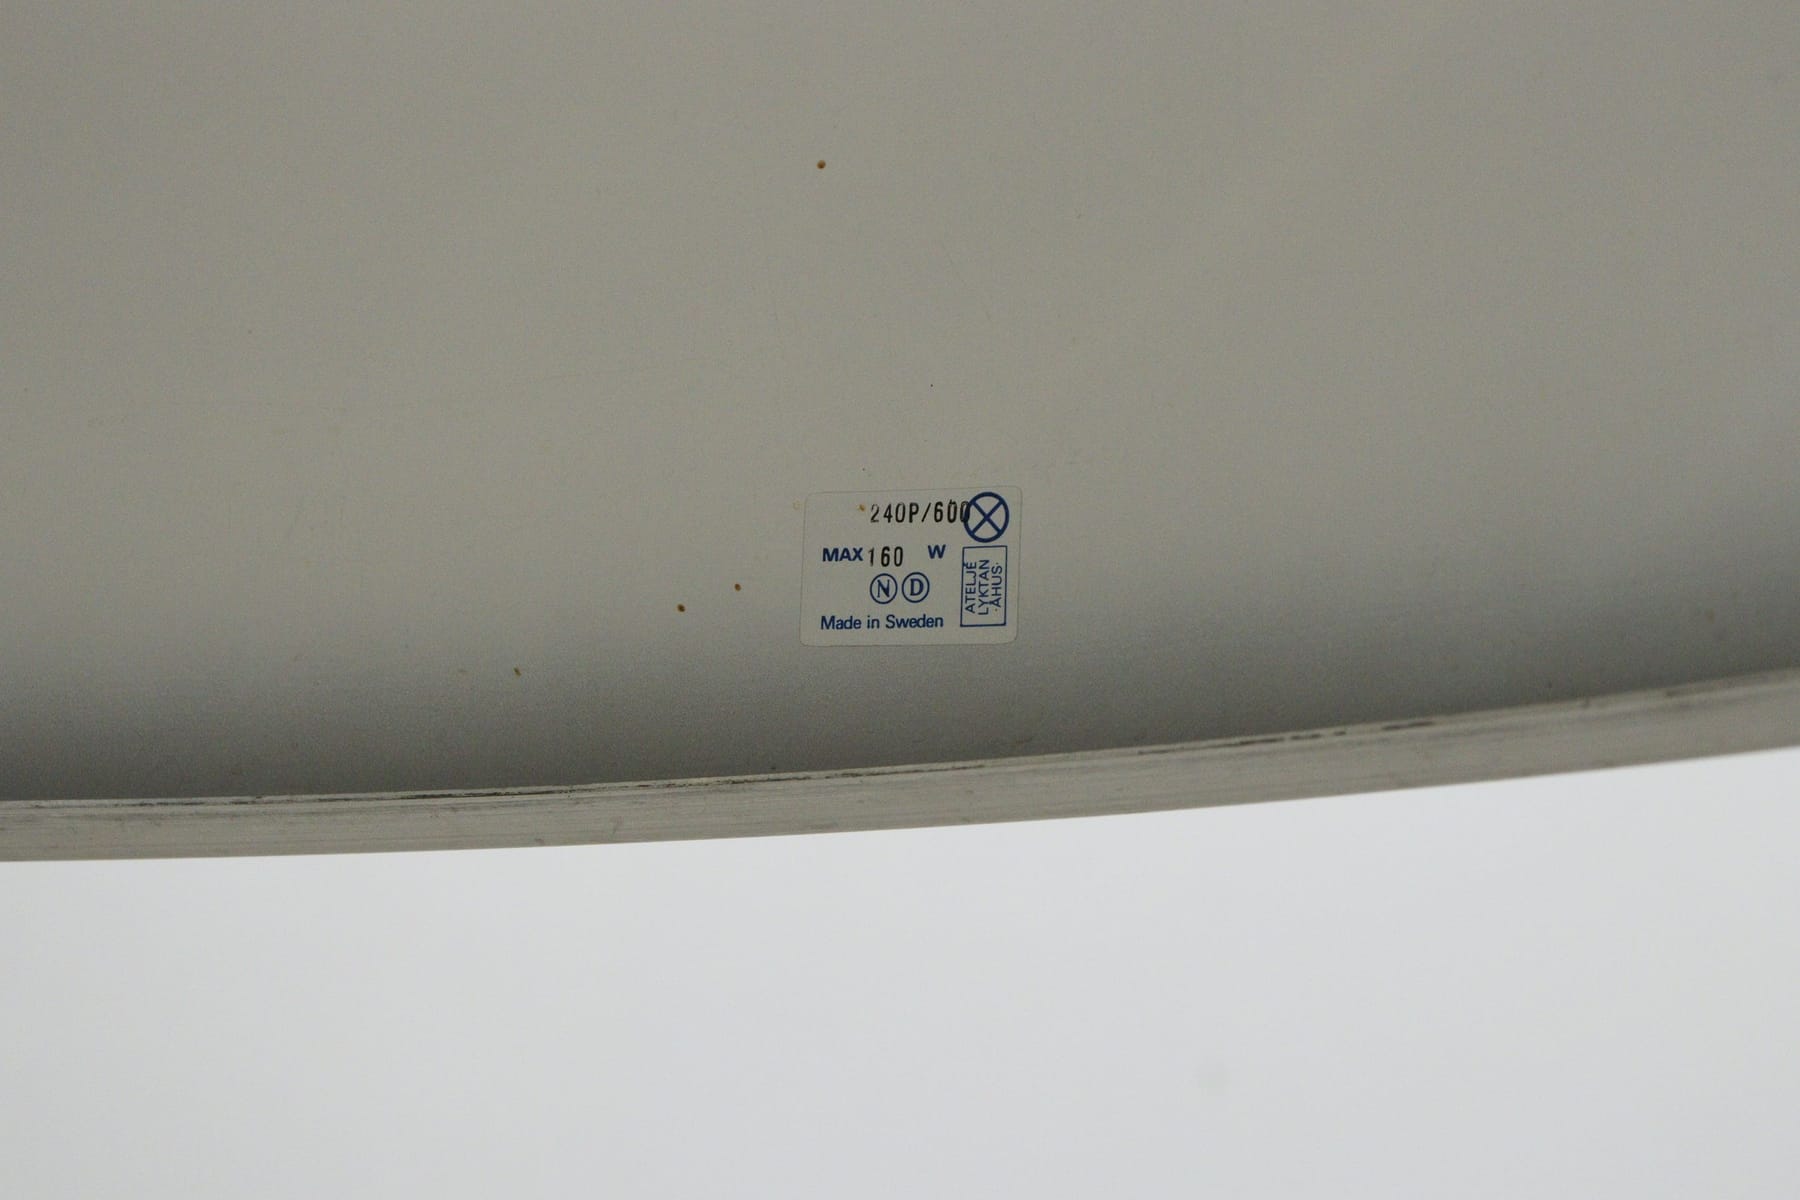 240P/600
MAX 160 W
N D
Made in Sweden
ATELJÉ
LYKTAN
·ÅHUS·